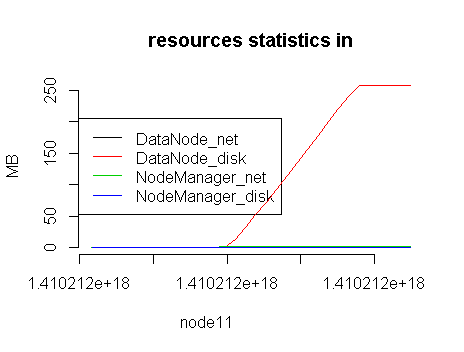 resources statistics in
MB
250
150
50
0
DataNode_net
DataNode_disk
NodeManager_net
NodeManager_disk
1.410212e+18 1.410212e+18 1.410212e+18
node11